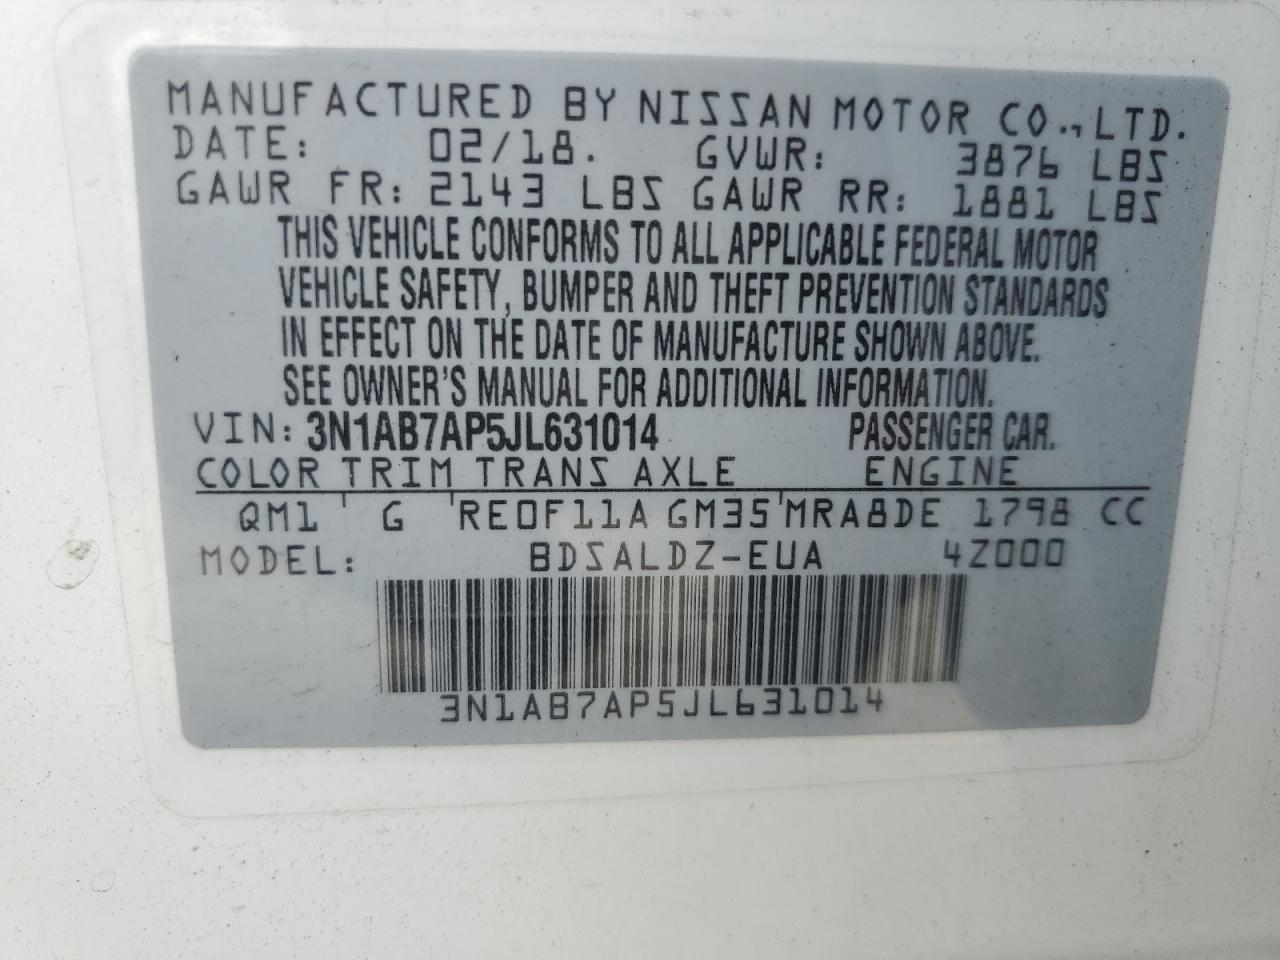 MANUFACTURED BY NISSAN MOTOR CO., LTD.
DATE: 02/18. GVWR: 3876 LBS
GAWR FR: 2143 LBS GAWR RR: 1881 LBS
THIS VEHICLE CONFORMS TO ALL APPLICABLE FEDERAL MOTOR
VEHICLE SAFETY, BUMPER AND THEFT PREVENTION STANDARDS
IN EFFECT ON THE DATE OF MANUFACTURE SHOWN ABOVE.
SEE OWNER'S MANUAL FOR ADDITIONAL INFORMATION.
VIN: 3N1AB7AP5JL631014 PASSENGER CAR.
COLOR TRIM TRANS AXLE ENGINE
QM1 G RE0F11A GM35 MRA8DE 1798 CC
MODEL: BDSALDZ-EUA 4Z000
3N1AB7AP5JL631014